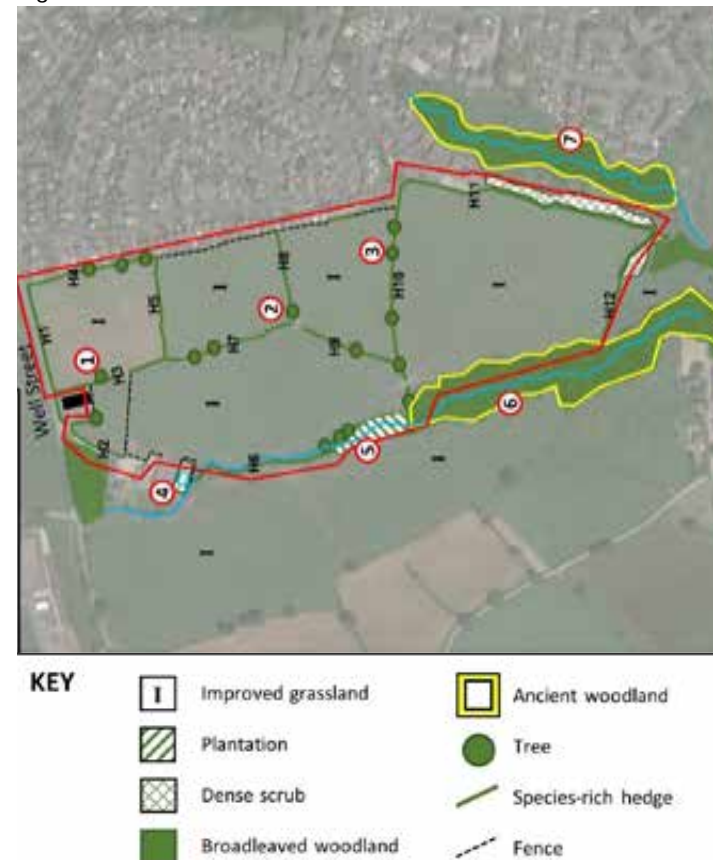 Well Street
H1
H4
1
I
H3
H5
H2
7
I
H8
2
H7
I
I
3
H11
4
H9
H10
I
H6
5
I
H12
I
6
I
KEY
I Improved grassland
Plantation
Dense scrub
Broadleaved woodland
Ancient woodland
Tree
Species-rich hedge
Fence